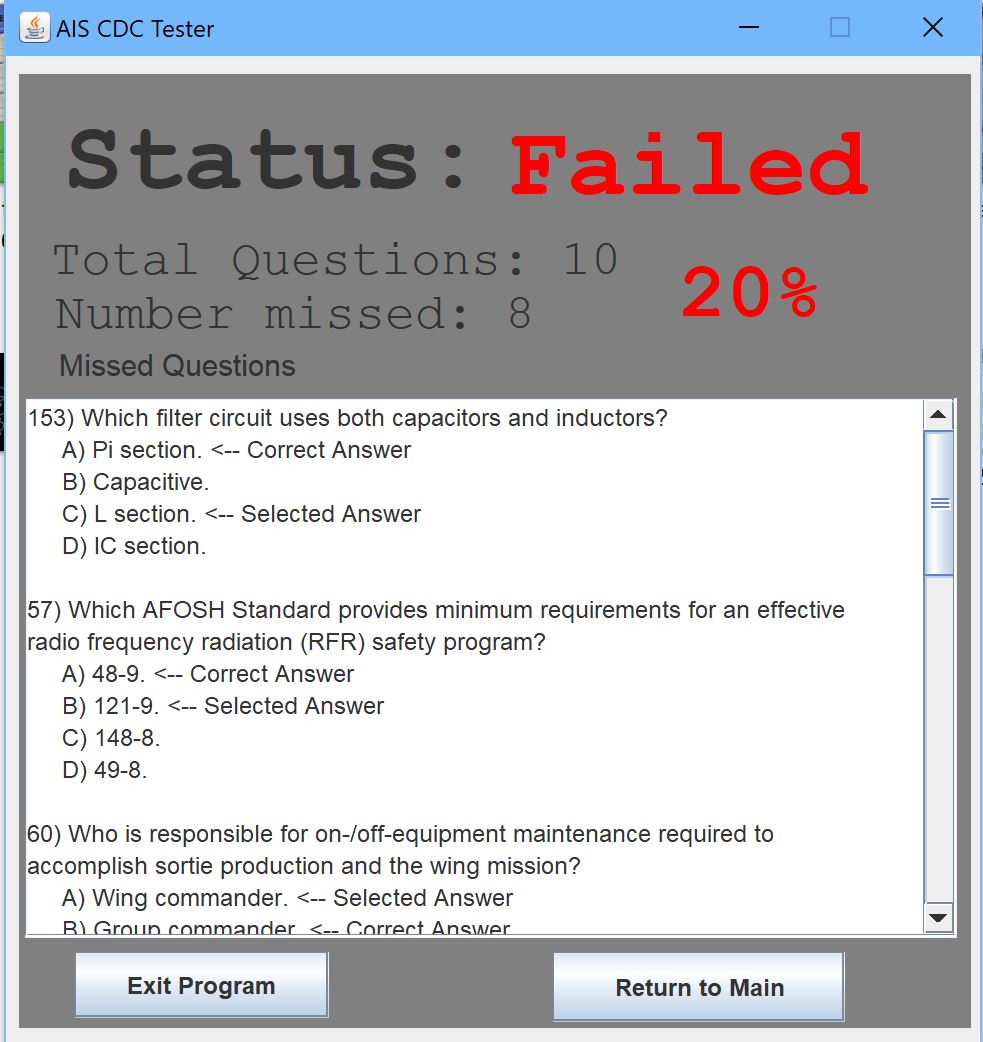 AIS CDC Tester
Status: Failed
Total Questions: 10
20%
Number missed: 8
Missed Questions
153) Which filter circuit uses both capacitors and inductors?
A) Pi section. <-- Correct Answer
B) Capacitive.
C) L section. <-- Selected Answer
D) IC section.
57) Which AFOSH Standard provides minimum requirements for an effective
radio frequency radiation (RFR) safety program?
A) 48-9. <-- Correct Answer
B) 121-9. <-- Selected Answer
C) 148-8.
D) 49-8.
60) Who is responsible for on-/off-equipment maintenance required to
accomplish sortie production and the wing mission?
A) Wing commander. <-- Selected Answer
B) Group commander. <-- Correct Answer
Exit Program
Return to Main